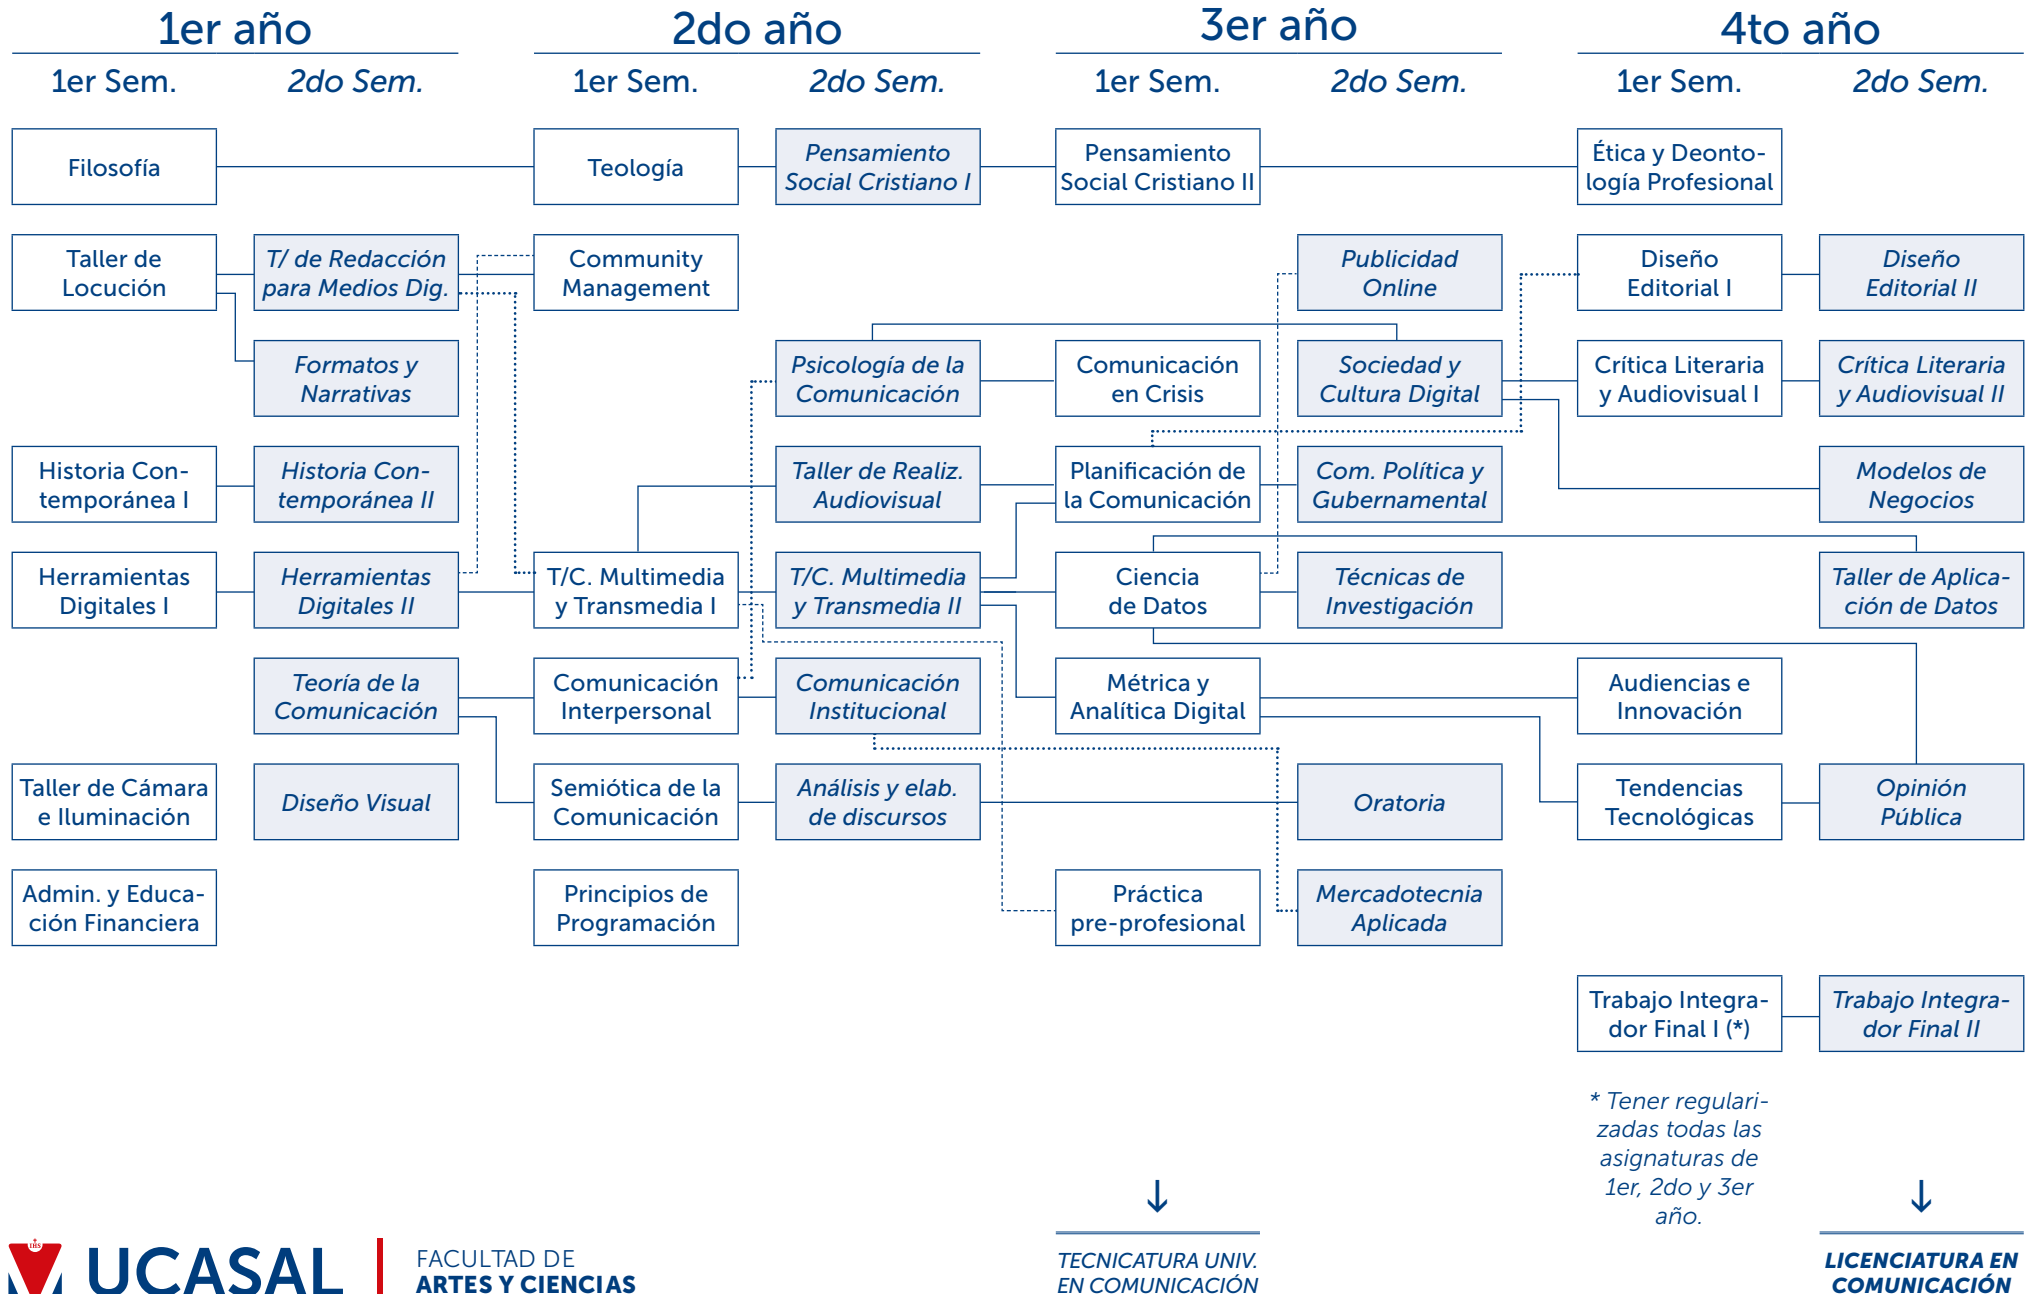 1er año
2do año
3er año
4to año
1er Sem.
2do Sem.
1er Sem.
2do Sem.
1er Sem.
2do Sem.
1er Sem.
2do Sem.
Filosofía
Teología
Pensamiento
Social Cristiano I
Pensamiento
Social Cristiano II
Ética y Deonto-
logía Profesional
Taller de
Locución
T/ de Redacción
para Medios Dig.
Community
Management
Publicidad
Online
Diseño
Editorial I
Diseño
Editorial II
Formatos y
Narrativas
Psicología de la
Comunicación
Comunicación
en Crisis
Sociedad y
Cultura Digital
Crítica Literaria
y Audiovisual I
Crítica Literaria
y Audiovisual II
Historia Con-
temporánea I
Historia Con-
temporánea II
Taller de Realiz.
Audiovisual
Planificación de
la Comunicación
Com. Política y
Gubernamental
Modelos de
Negocios
Herramientas
Digitales I
Herramientas
Digitales II
T/C. Multimedia
y Transmedia I
T/C. Multimedia
y Transmedia II
Ciencia
de Datos
Técnicas de
Investigación
Taller de Aplica-
ción de Datos
Teoría de la
Comunicación
Comunicación
Interpersonal
Comunicación
Institucional
Métrica y
Analítica Digital
Audiencias e
Innovación
Taller de Cámara
e Iluminación
Diseño Visual
Semiótica de la
Comunicación
Análisis y elab.
de discursos
Oratoria
Tendencias
Tecnológicas
Opinión
Pública
Admin. y Educa-
ción Financiera
Principios de
Programación
Práctica
pre-profesional
Mercadotecnia
Aplicada
Trabajo Integra-
dor Final I (*)
Trabajo Integra-
dor Final II
* Tener regulari-
zadas todas las
asignaturas de
1er, 2do y 3er
año.
IHS
UCASAL
FACULTAD DE
ARTES Y CIENCIAS
TECNICATURA UNIV.
EN COMUNICACIÓN
LICENCIATURA EN
COMUNICACIÓN